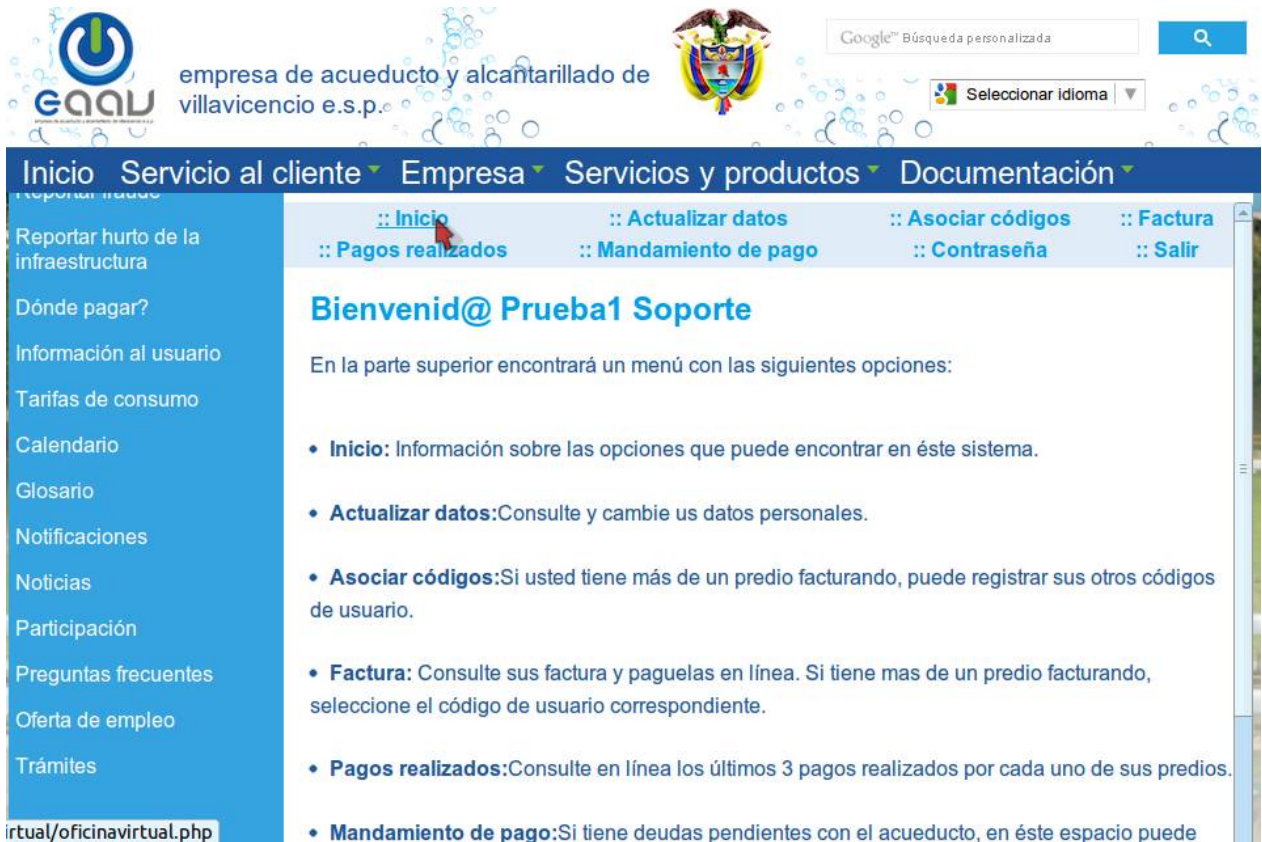 eaav
empresa de acueducto y alcantarillado de
villavicencio e.s.p.
Google™ Búsqueda personalizada
Seleccionar idioma
Inicio Servicio al cliente Empresa Servicios y productos Documentación
Reportar fraude
Reportar hurto de la
infraestructura
Dónde pagar?
Información al usuario
Tarifas de consumo
Calendario
Glosario
Notificaciones
Noticias
Participación
Preguntas frecuentes
Oferta de empleo
Trámites
irtual/oficinavirtual.php
:: Inicio :: Actualizar datos :: Asociar códigos :: Factura
:: Pagos realizados :: Mandamiento de pago :: Contraseña :: Salir
Bienvenid@ Prueba1 Soporte
En la parte superior encontrará un menú con las siguientes opciones:
• Inicio: Información sobre las opciones que puede encontrar en éste sistema.
• Actualizar datos:Consulte y cambie us datos personales.
• Asociar códigos:Si usted tiene más de un predio facturando, puede registrar sus otros códigos
de usuario.
• Factura: Consulte sus factura y paguelas en línea. Si tiene mas de un predio facturando,
seleccione el código de usuario correspondiente.
• Pagos realizados:Consulte en línea los últimos 3 pagos realizados por cada uno de sus predios.
• Mandamiento de pago:Si tiene deudas pendientes con el acueducto, en éste espacio puede